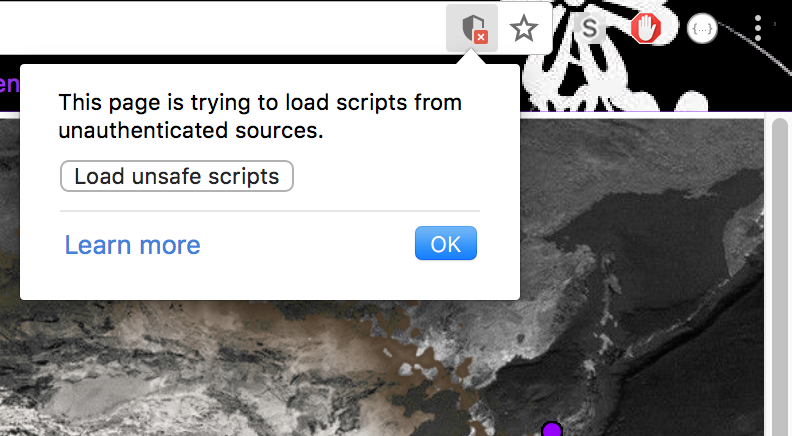 en
S
{...}
This page is trying to load scripts from
unauthenticated sources.
Load unsafe scripts
Learn more
OK